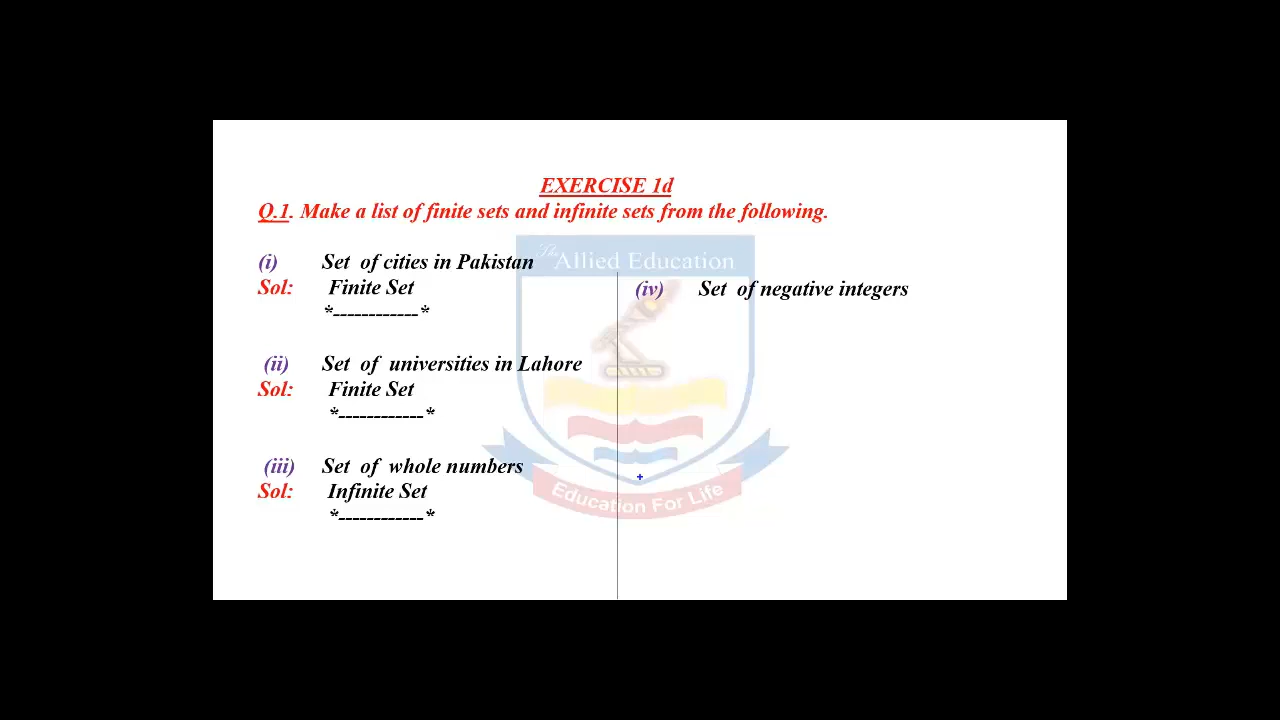 EXERCISE 1d
Q.1. Make a list of finite sets and infinite sets from the following.
The Allied Education
(i) Set of cities in Pakistan
Sol: Finite Set
*------------*
(ii) Set of universities in Lahore
Sol: Finite Set
*------------*
(iii) Set of whole numbers
Sol: Infinite Set
*------------*
(iv) Set of negative integers
Education For Life